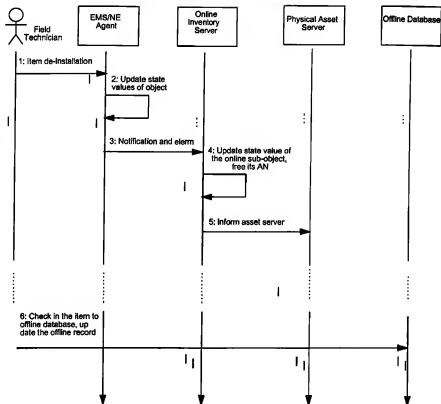 Field
Technician
EMS/NE
Agent
Online
Inventory
Server
Physical Asset
Server
Offline Database
1: Item de-installation
2: Update state
values of object
3: Notification and elerm
4: Update state value of
the online sub-object,
free its AN
5: Inform asset server
6: Check in the item to
offline database, up
date the offline record